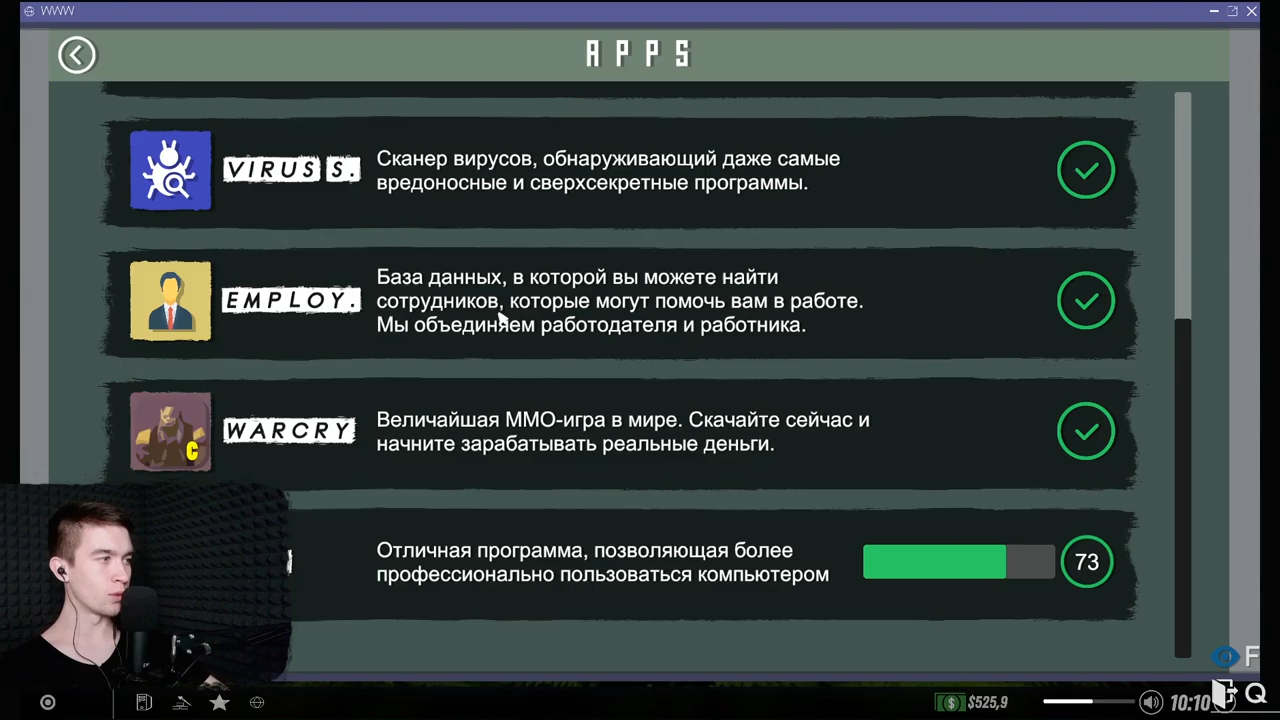 WWW
APPS
VIRUS S.
Сканер вирусов, обнаруживающий даже самые
вредоносные и сверхсекретные программы.
EMPLOY.
База данных, в которой вы можете найти
сотрудников, которые могут помочь вам в работе.
Мы объединяем работодателя и работника.
WARCRY
C
Величайшая ММО-игра в мире. Скачайте сейчас и
начните зарабатывать реальные деньги.
Отличная программа, позволяющая более
профессионально пользоваться компьютером
73
F
$ $525,9
10:10
Q